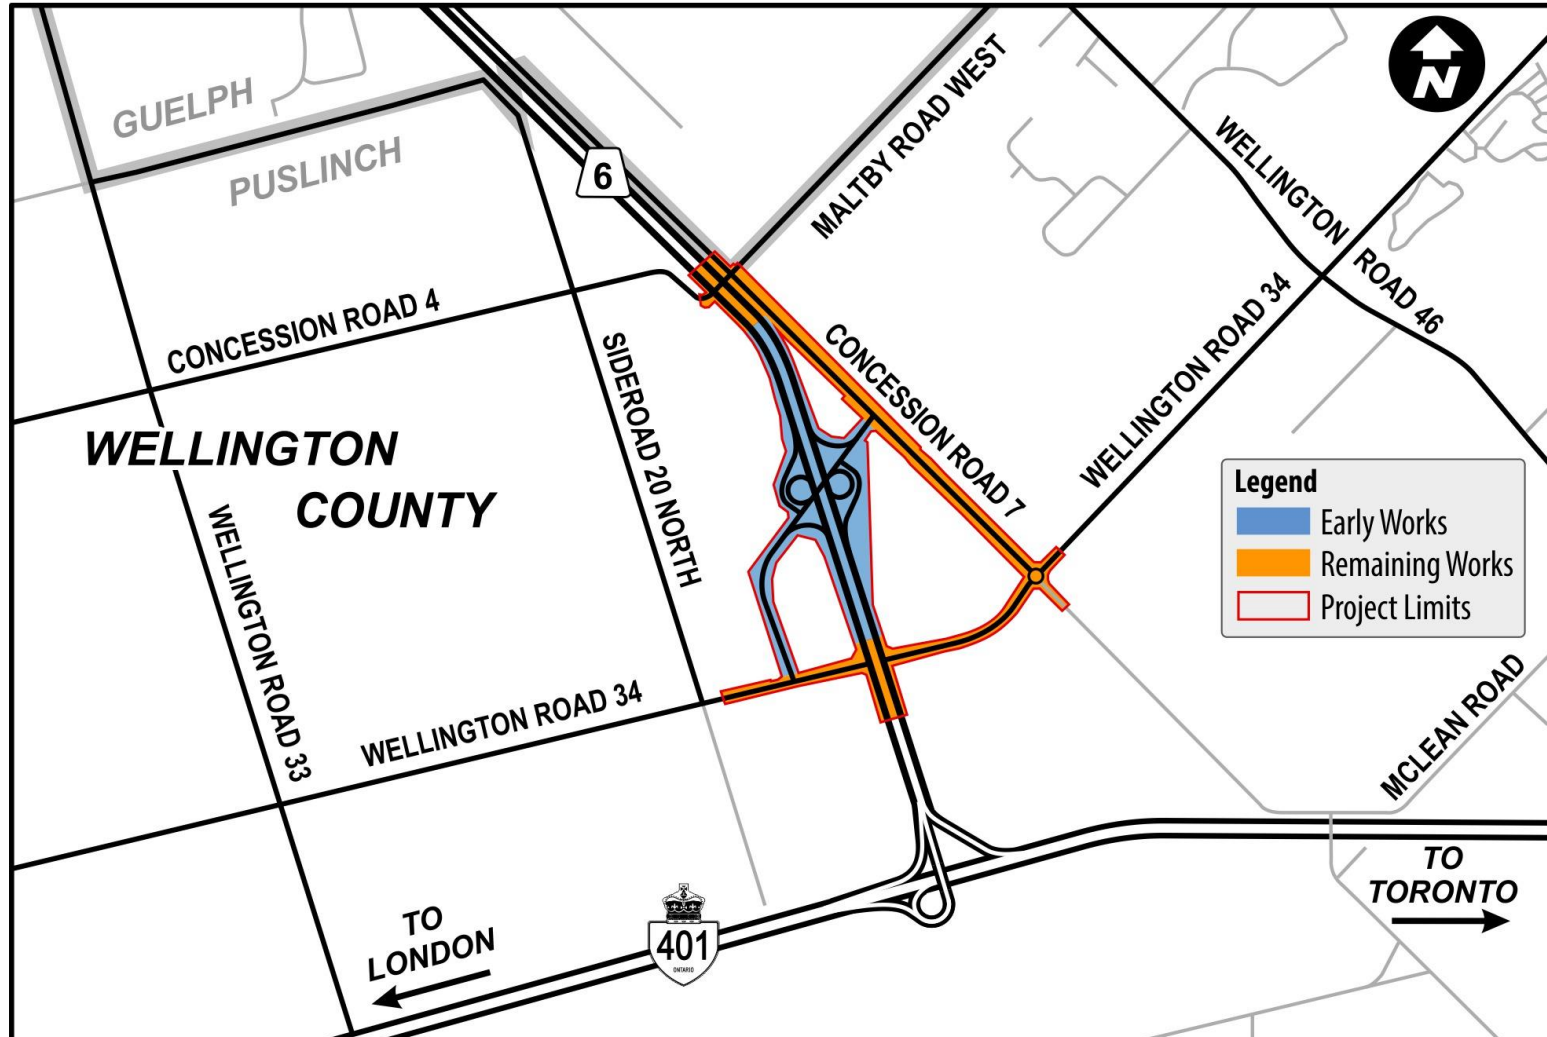 GUELPH
PUSLINCH
6
MALTBY ROAD WEST
N
WELLINGTON ROAD 46
CONCESSION ROAD 4
SIDEROAD 20 NORTH
CONCESSION ROAD 7
WELLINGTON ROAD 34
WELLINGTON
COUNTY
WELLINGTON ROAD 33
Legend
Early Works
Remaining Works
Project Limits
WELLINGTON ROAD 34
MCLEAN ROAD
TO
LONDON
401
ONTARIO
TO
TORONTO